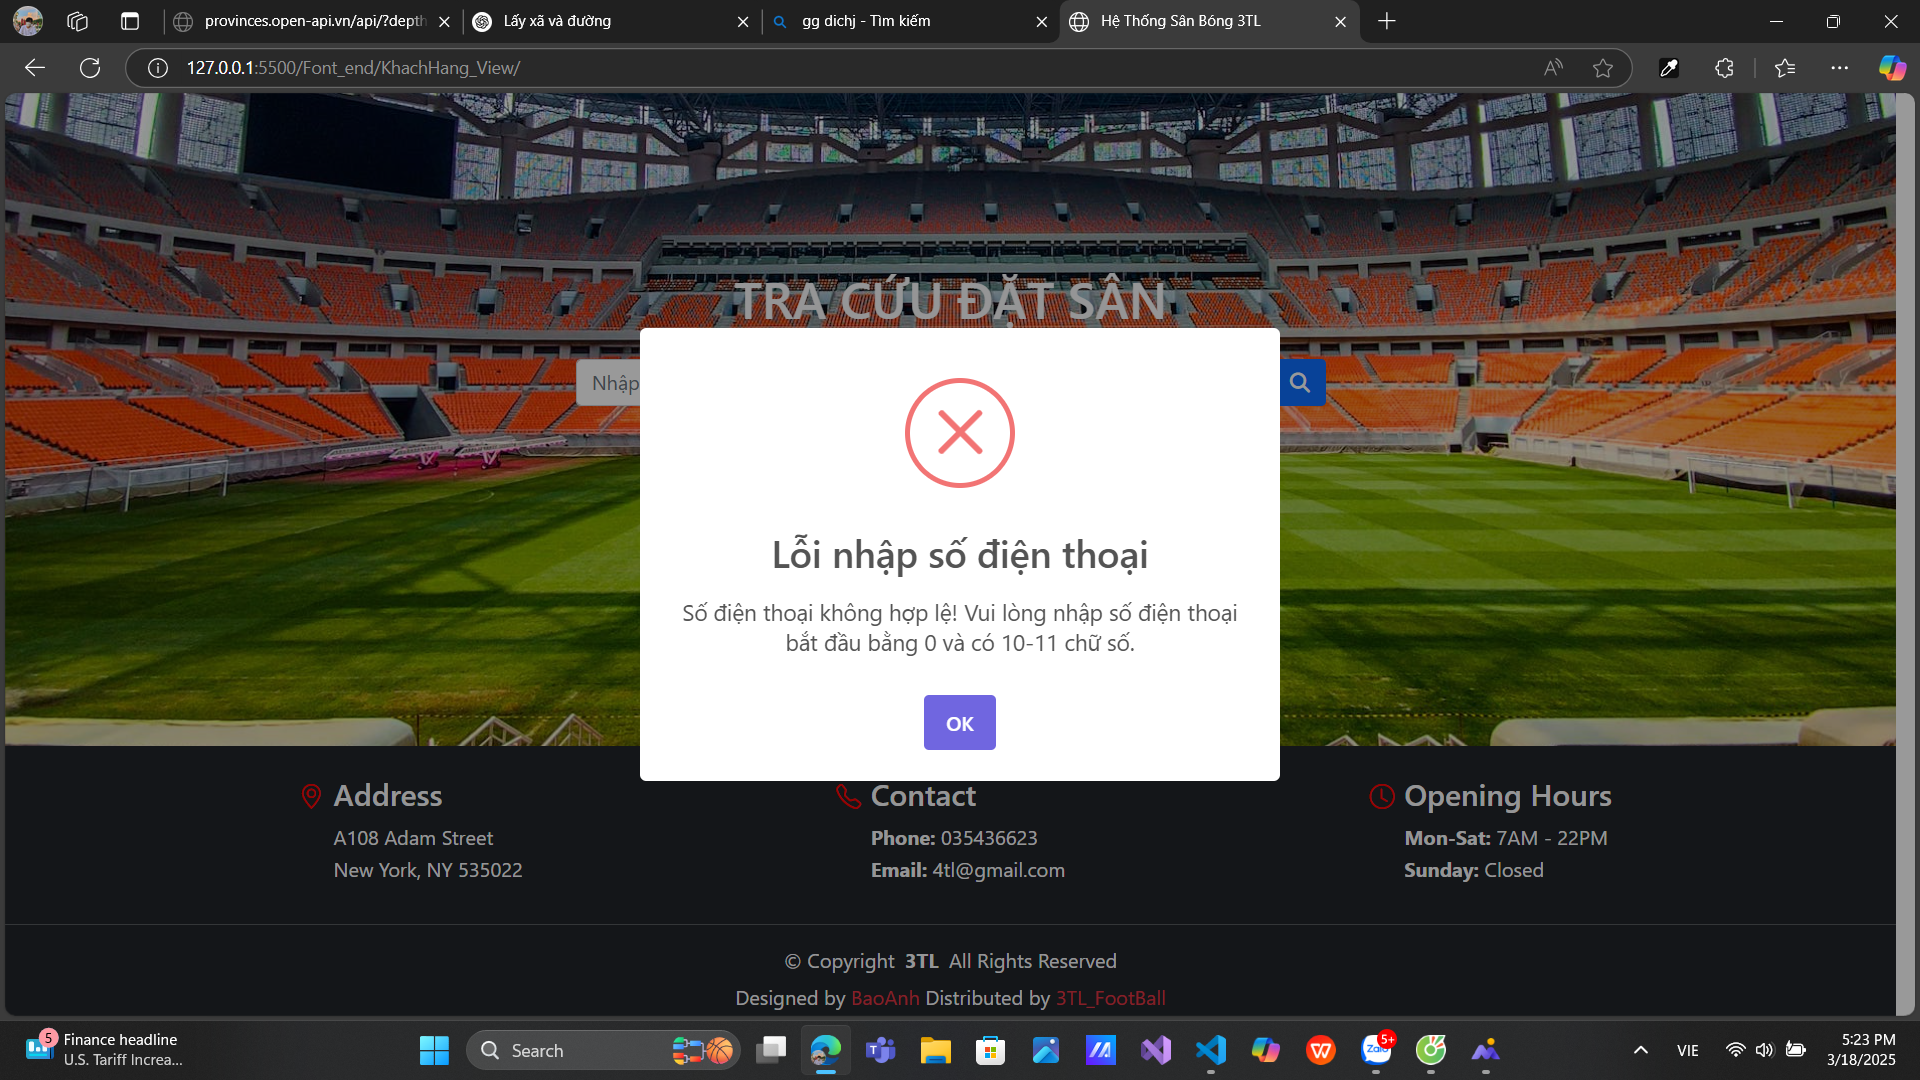 provinces.open-api.vn/api/?depth
Lấy xã và đường
gg dichj - Tìm kiếm
Hệ Thống Sân Bóng 3TL
127.0.0.1:5500/Font_end/KhachHang_View/
TRA CỨU ĐẶT SÂN
Nhập
Lỗi nhập số điện thoại
Số điện thoại không hợp lệ! Vui lòng nhập số điện thoại
bắt đầu bằng 0 và có 10-11 chữ số.
OK
Address
A108 Adam Street
New York, NY 535022
Contact
Phone: 035436623
Email: 4tl@gmail.com
Opening Hours
Mon-Sat: 7AM - 22PM
Sunday: Closed
© Copyright 3TL All Rights Reserved
Designed by BaoAnh Distributed by 3TL_FootBall
5
Finance headline
U.S. Tariff Increa...
Search
Zalo
5+
VIE
5:23 PM
3/18/2025